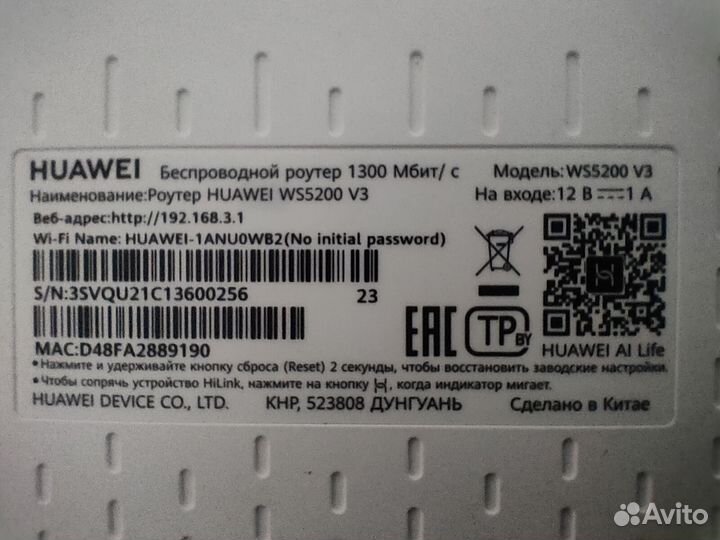 HUAWEI Беспроводной роутер 1300 Мбит/ с Модель:WS5200 V3
Наименование:Роутер HUAWEI WS5200 V3 На входе:12 В⎓1 А
Веб-адрес:http://192.168.3.1
Wi-Fi Name: HUAWEI-1ANU0WB2(No initial password)
S/N:3SVQU21C13600256 23
MAC:D48FA2889190
EAC TP BY HUAWEI AI Life
•Нажмите и удерживайте кнопку сброса (Reset) 2 секунды, чтобы восстановить заводские настройки.
•Чтобы сопрячь устройство HiLink, нажмите на кнопку , когда индикатор мигает.
HUAWEI DEVICE CO., LTD. КНР, 523808 ДУНГУАНЬ Сделано в Китае
Avito